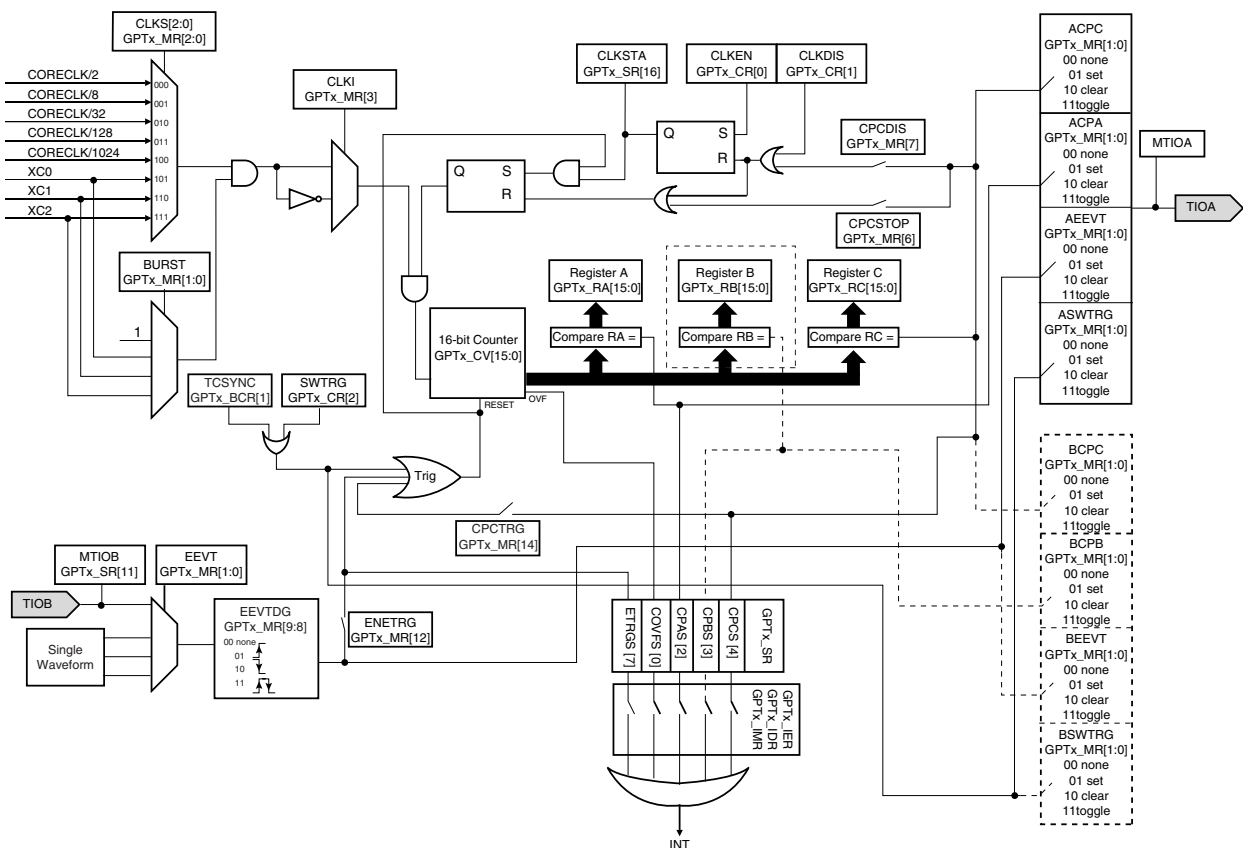 CLKS[2:0]
GPTx_MR[2:0]
CORECLK/2
CORECLK/8
CORECLK/32
CORECLK/128
CORECLK/1024
XC0
XC1
XC2
000
001
010
011
100
101
110
111
CLKI
GPTx_MR[3]
BURST
GPTx_MR[1:0]
1
CLKSTA
GPTx_SR[16]
CLKEN
GPTx_CR[0]
CLKDIS
GPTx_CR[1]
Q
S
R
Q
S
R
CPCDIS
GPTx_MR[7]
CPCSTOP
GPTx_MR[6]
Register A
GPTx_RA[15:0]
Register B
GPTx_RB[15:0]
Register C
GPTx_RC[15:0]
Compare RA =
Compare RB =
Compare RC =
16-bit Counter
GPTx_CV[15:0]
RESET
OVF
TCSYNC
GPTx_BCR[1]
SWTRG
GPTx_CR[2]
Trig
CPCTRG
GPTx_MR[14]
MTIOB
GPTx_SR[11]
EEVT
GPTx_MR[1:0]
TIOB
Single
Waveform
EEVTDG
GPTx_MR[9:8]
00 none
01
10
11
ENETRG
GPTx_MR[12]
ETRGS [7]
COVFS [0]
CPAS [2]
CPBS [3]
CPCS [4]
GPTx_SR
GPTx_IER
GPTx_IDR
GPTx_IMR
INT
ACPC
GPTx_MR[1:0]
00 none
01 set
10 clear
11toggle
ACPA
GPTx_MR[1:0]
00 none
01 set
10 clear
11toggle
AEEVT
GPTx_MR[1:0]
00 none
01 set
10 clear
11toggle
ASWTRG
GPTx_MR[1:0]
00 none
01 set
10 clear
11toggle
MTIOA
TIOA
BCPC
GPTx_MR[1:0]
00 none
01 set
10 clear
11toggle
BCPB
GPTx_MR[1:0]
00 none
01 set
10 clear
11toggle
BEEVT
GPTx_MR[1:0]
00 none
01 set
10 clear
11toggle
BSWTRG
GPTx_MR[1:0]
00 none
01 set
10 clear
11toggle